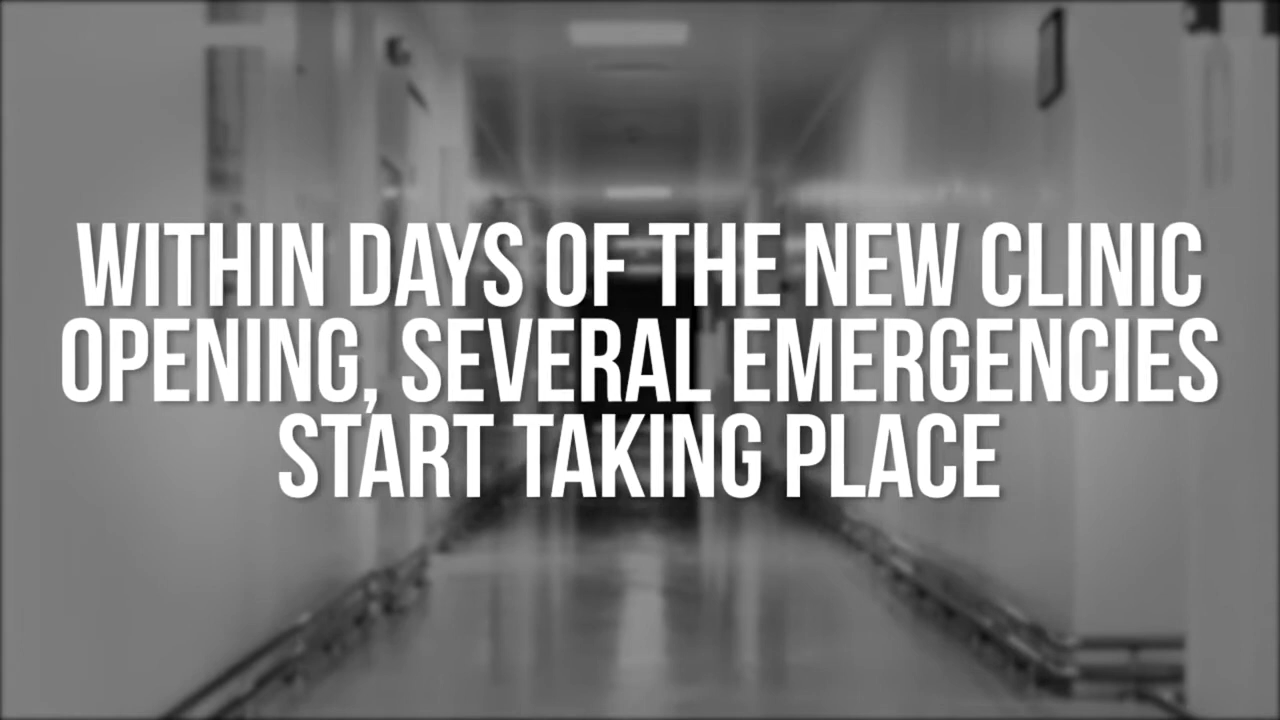 WITHIN DAYS OF THE NEW CLINIC
OPENING, SEVERAL EMERGENCIES
START TAKING PLACE